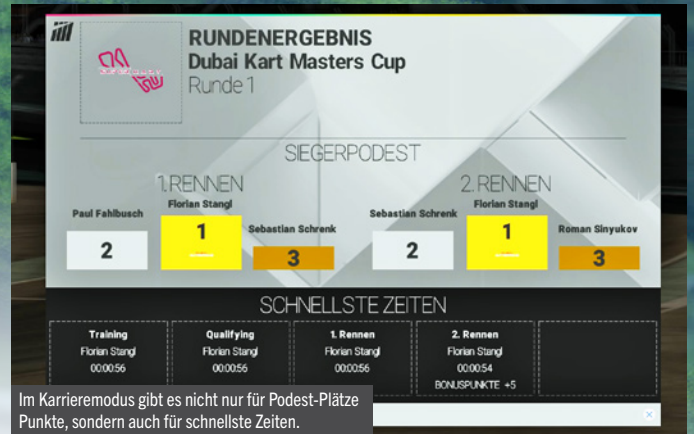 RUNDENERGEBNIS
Dubai Kart Masters Cup
Runde 1
SIEGERPODEST
1. RENNEN
2. RENNEN
Paul Fahlbusch
Florian Stangl
Sebastian Schrenk
Sebastian Schrenk
Florian Stangl
Roman Sinyukov
2
1
3
2
1
3
SCHNELLSTE ZEITEN
Training
Florian Stangl
00:00:56
Qualifying
Florian Stangl
00:00:56
1. Rennen
Florian Stangl
00:00:56
2. Rennen
Florian Stangl
00:00:54
BONUSPUNKTE +5
Im Karrieremodus gibt es nicht nur für Podest-Plätze
Punkte, sondern auch für schnellste Zeiten.